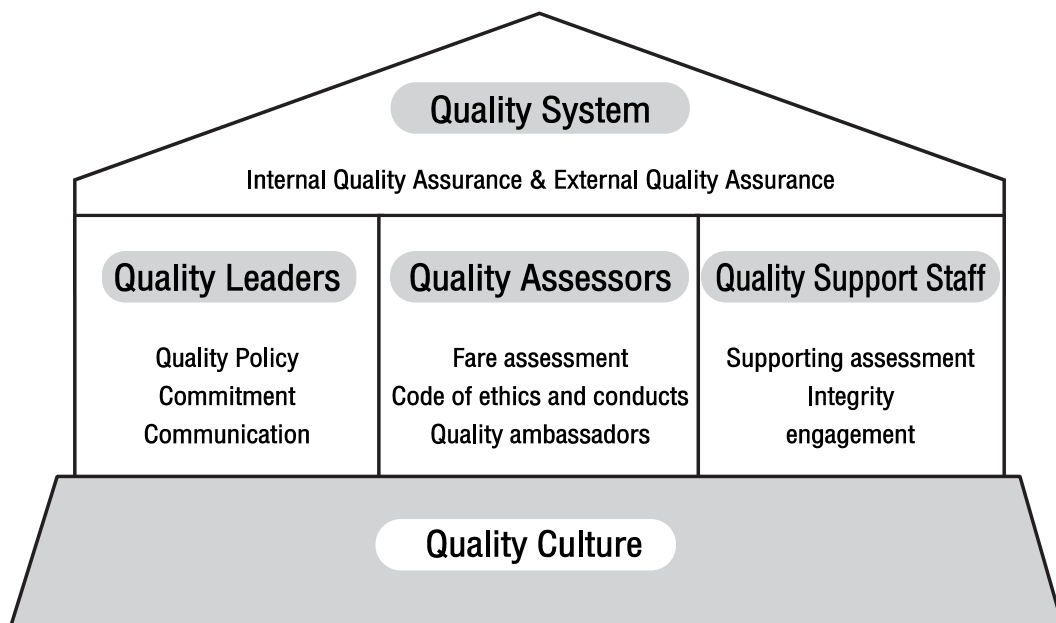 Quality System
Internal Quality Assurance & External Quality Assurance
Quality Leaders
Quality Policy
Commitment
Communication
Quality Assessors
Fare assessment
Code of ethics and conducts
Quality ambassadors
Quality Support Staff
Supporting assessment
Integrity
engagement
Quality Culture